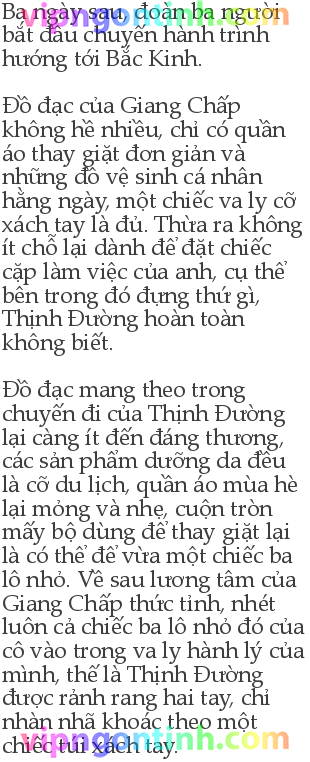 Ba ngày sau, đoàn ba người
bắt đầu chuyến hành trình
hướng tới Bắc Kinh.
Đồ đạc của Giang Chấp
không hề nhiều, chỉ có quần
áo thay giặt đơn giản và
những đồ vệ sinh cá nhân
hằng ngày, một chiếc va ly cỡ
xách tay là đủ. Thừa ra không
ít chỗ lại dành để đặt chiếc
cặp làm việc của anh, cụ thể
bên trong đó đựng thứ gì,
Thịnh Đường hoàn toàn
không biết.
Đồ đạc mang theo trong
chuyến đi của Thịnh Đường
lại càng ít đến đáng thương,
các sản phẩm dưỡng da đều
là cỡ du lịch, quần áo mùa hè
lại mỏng và nhẹ, cuộn tròn
mấy bộ dùng để thay giặt lại
là có thể để vừa một chiếc ba
lô nhỏ. Về sau lương tâm của
Giang Chấp thức tỉnh, nhét
luôn cả chiếc ba lô nhỏ đó của
cô vào trong va ly hành lý của
mình, thế là Thịnh Đường
được rảnh rang hai tay, chỉ
nhàn nhã khoác theo một
chiếc túi xách tay.
vipngontinh.com
vipngontinh.com